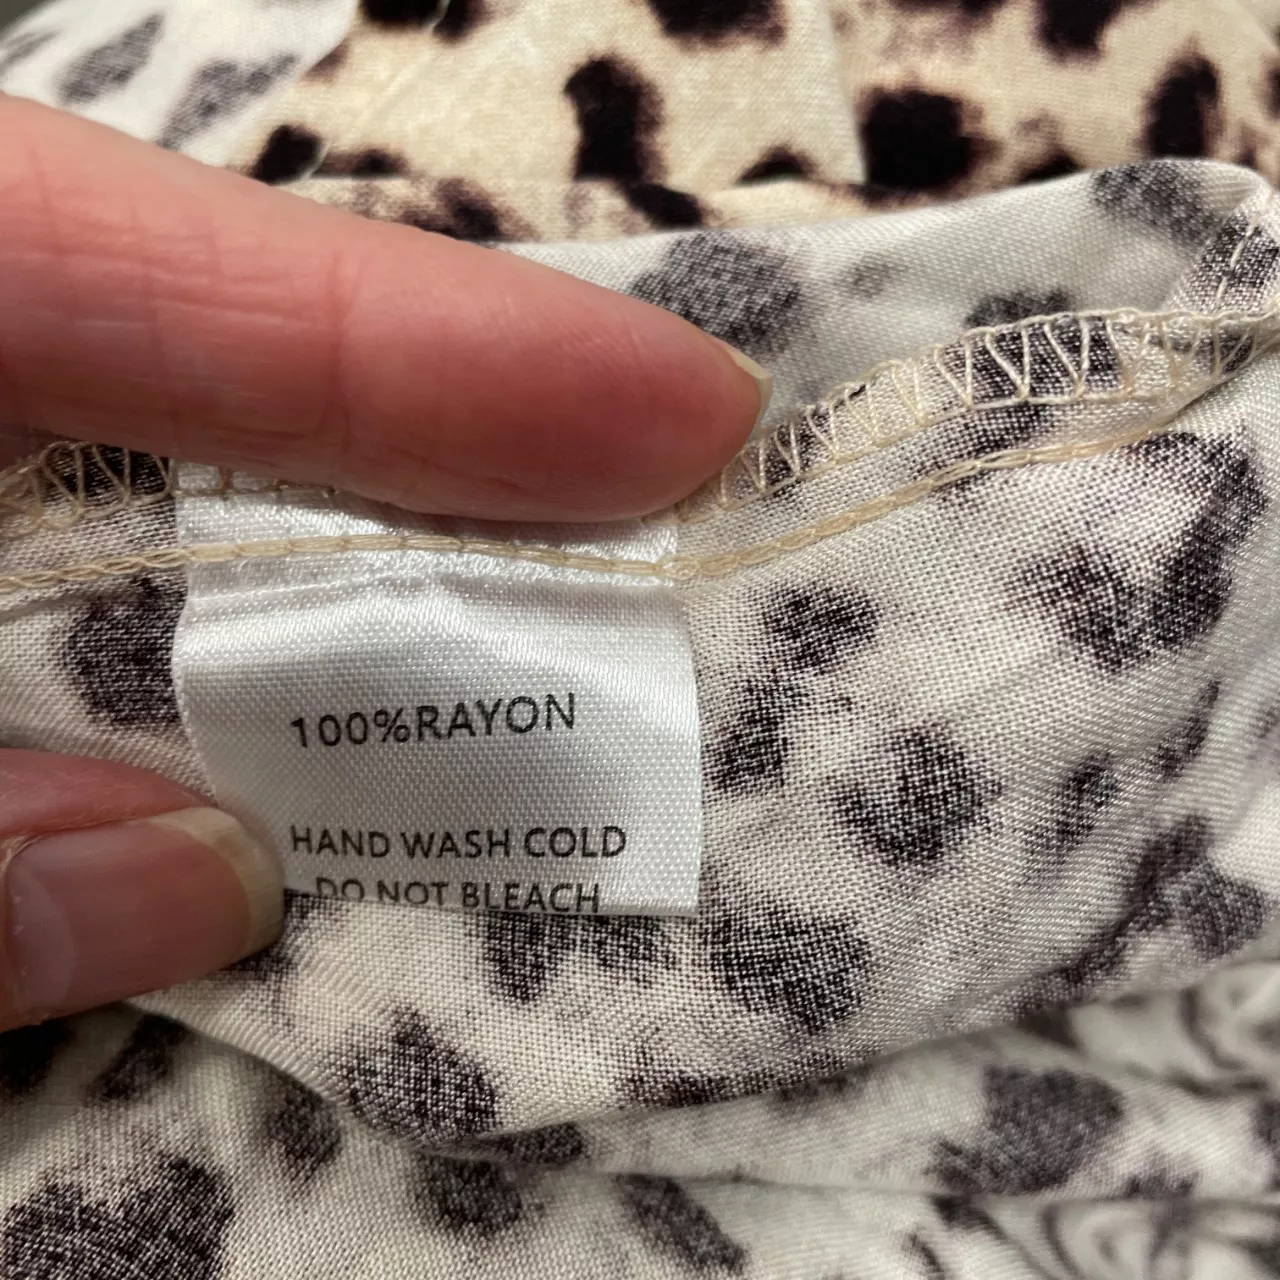 100%RAYON
HAND WASH COLD
DO NOT BLEACH